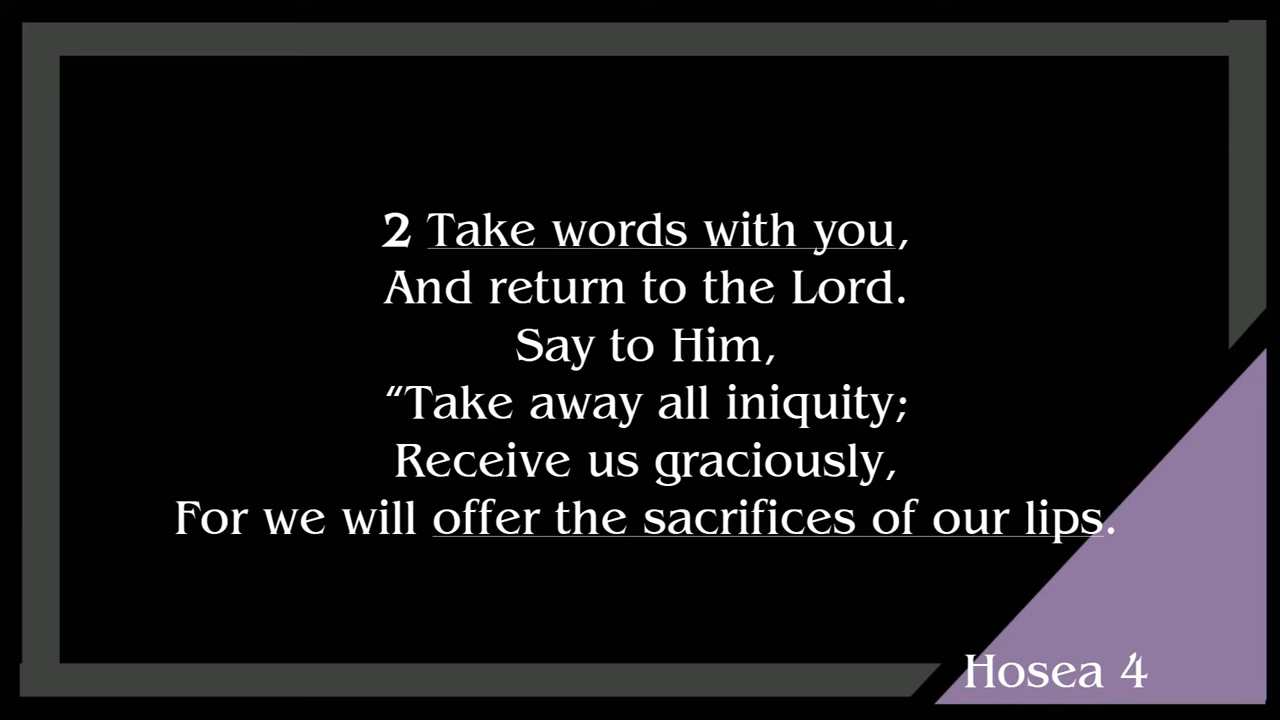 2 Take words with you,
And return to the Lord.
Say to Him,
“Take away all iniquity;
Receive us graciously,
For we will offer the sacrifices of our lips.
Hosea 4